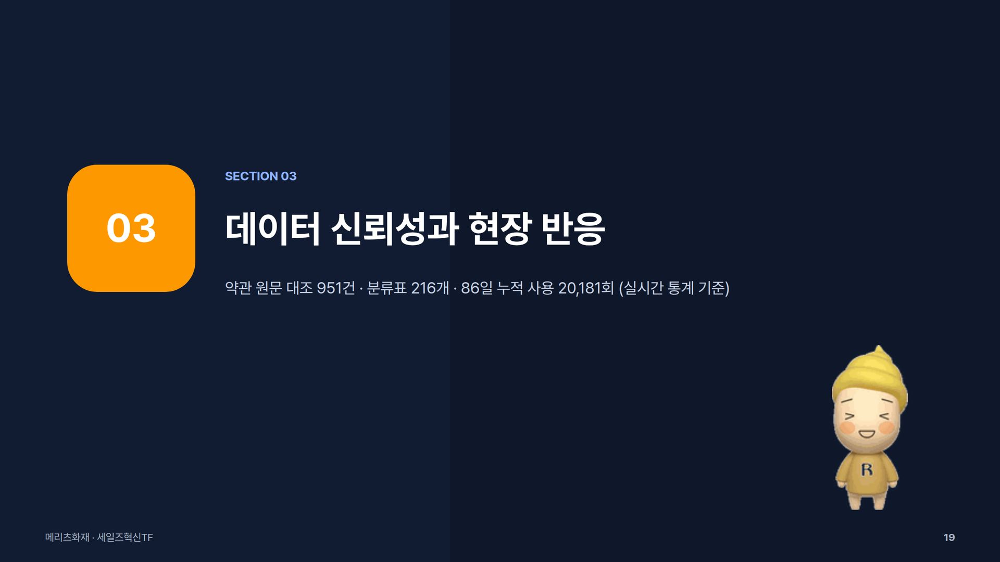 03
SECTION 03
데이터 신뢰성과 현장 반응
약관 원문 대조 951건 · 분류표 216개 · 86일 누적 사용 20,181회 (실시간 통계 기준)
R
메리츠화재 · 세일즈혁신TF
19